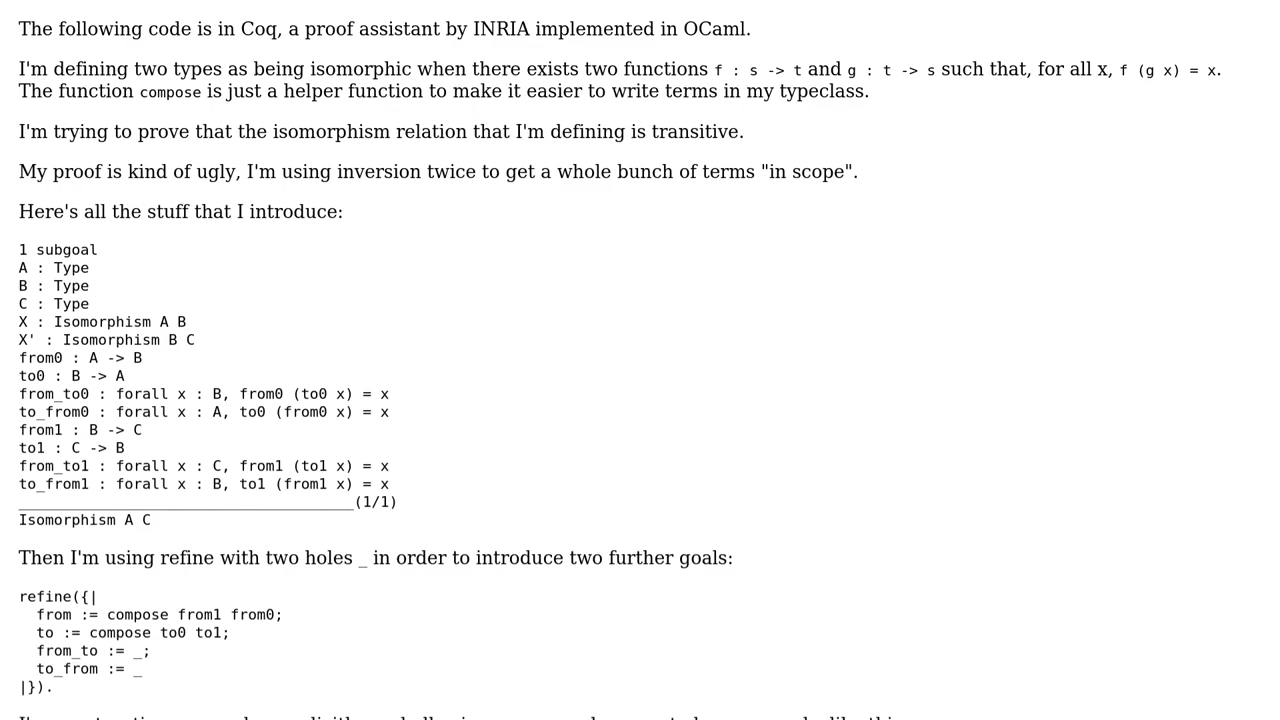 The following code is in Coq, a proof assistant by INRIA implemented in OCaml.
I'm defining two types as being isomorphic when there exists two functions f : s -> t and g : t -> s such that, for all x, f (g x) = x.
The function compose is just a helper function to make it easier to write terms in my typeclass.
I'm trying to prove that the isomorphism relation that I'm defining is transitive.
My proof is kind of ugly, I'm using inversion twice to get a whole bunch of terms "in scope".
Here's all the stuff that I introduce:
1 subgoal
A : Type
B : Type
C : Type
X : Isomorphism A B
X' : Isomorphism B C
from0 : A -> B
to0 : B -> A
from_to0 : forall x : B, from0 (to0 x) = x
to_from0 : forall x : A, to0 (from0 x) = x
from1 : B -> C
to1 : C -> B
from_to1 : forall x : C, from1 (to1 x) = x
to_from1 : forall x : B, to1 (from1 x) = x
______________________________________(1/1)
Isomorphism A C
Then I'm using refine with two holes _ in order to introduce two further goals:
refine({|
  from := compose from1 from0;
  to := compose to0 to1;
  from_to := _;
  to_from := _
|}).